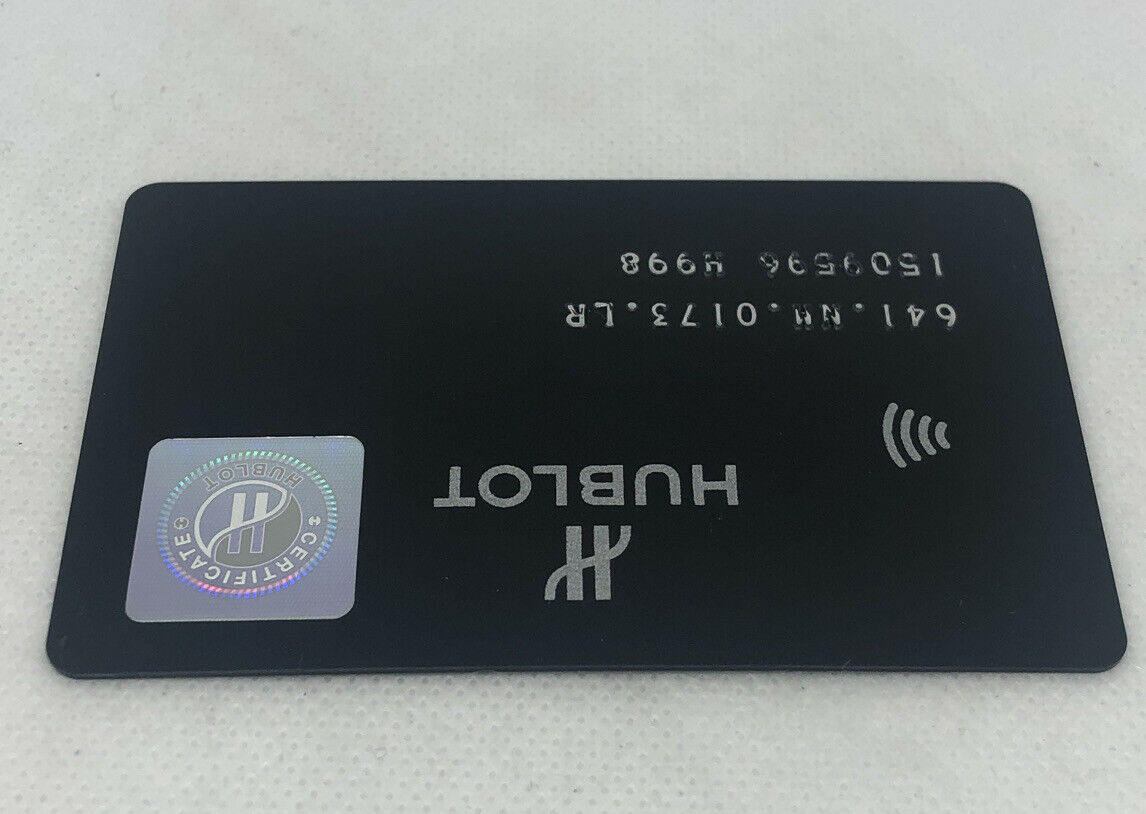 HUBLOT
CERTIFICATE
HUBLOT
641.NM.0173.LR
1509596 H998